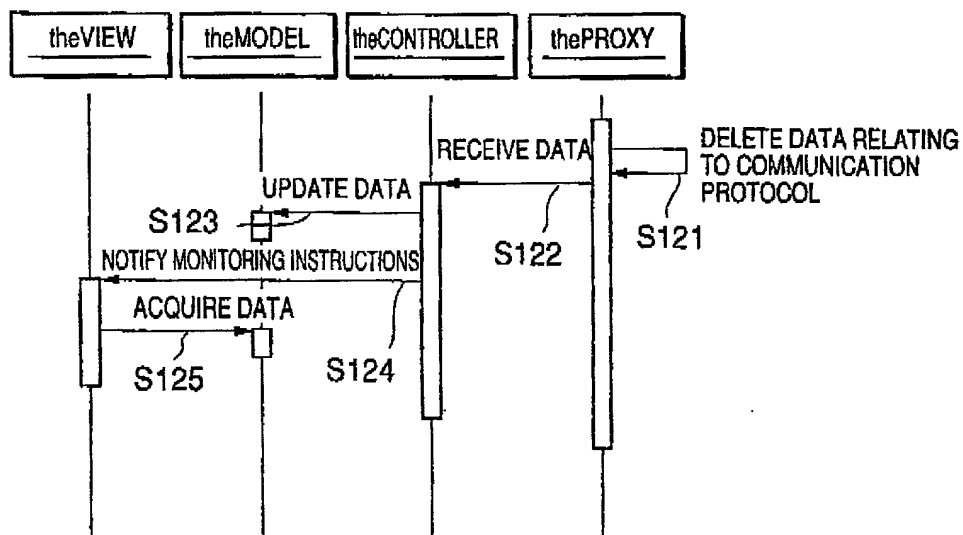 theVIEW
theMODEL
theCONTROLLER
thePROXY
RECEIVE DATA
DELETE DATA RELATING
TO COMMUNICATION
PROTOCOL
UPDATE DATA
S123
S122
S121
NOTIFY MONITORING INSTRUCTIONS
ACQUIRE DATA
S125
S124